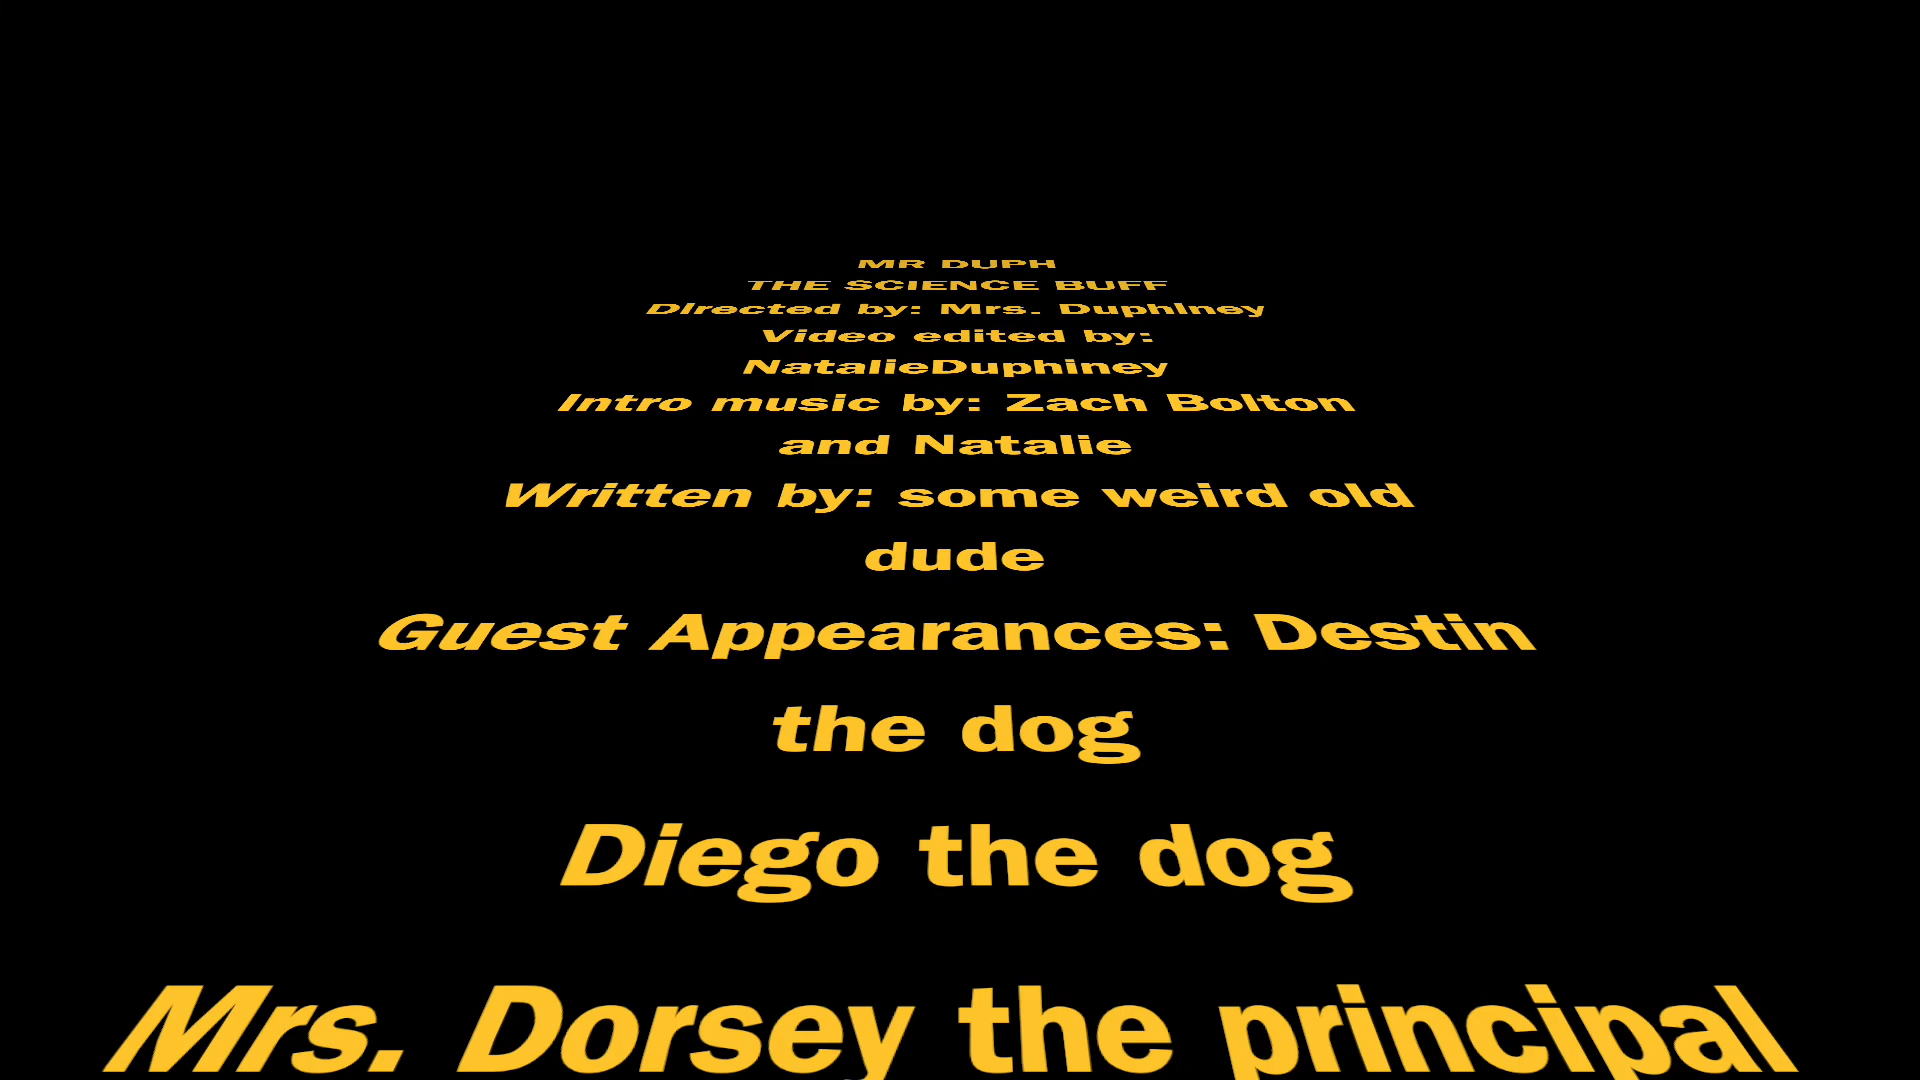 MR DUPH
THE SCIENCE BUFF
Directed by: Mrs. Duphiney
Video edited by:
NatalieDuphiney
Intro music by: Zach Bolton
and Natalie
Written by: some weird old
dude
Guest Appearances: Destin
the dog
Diego the dog
Mrs. Dorsey the principal